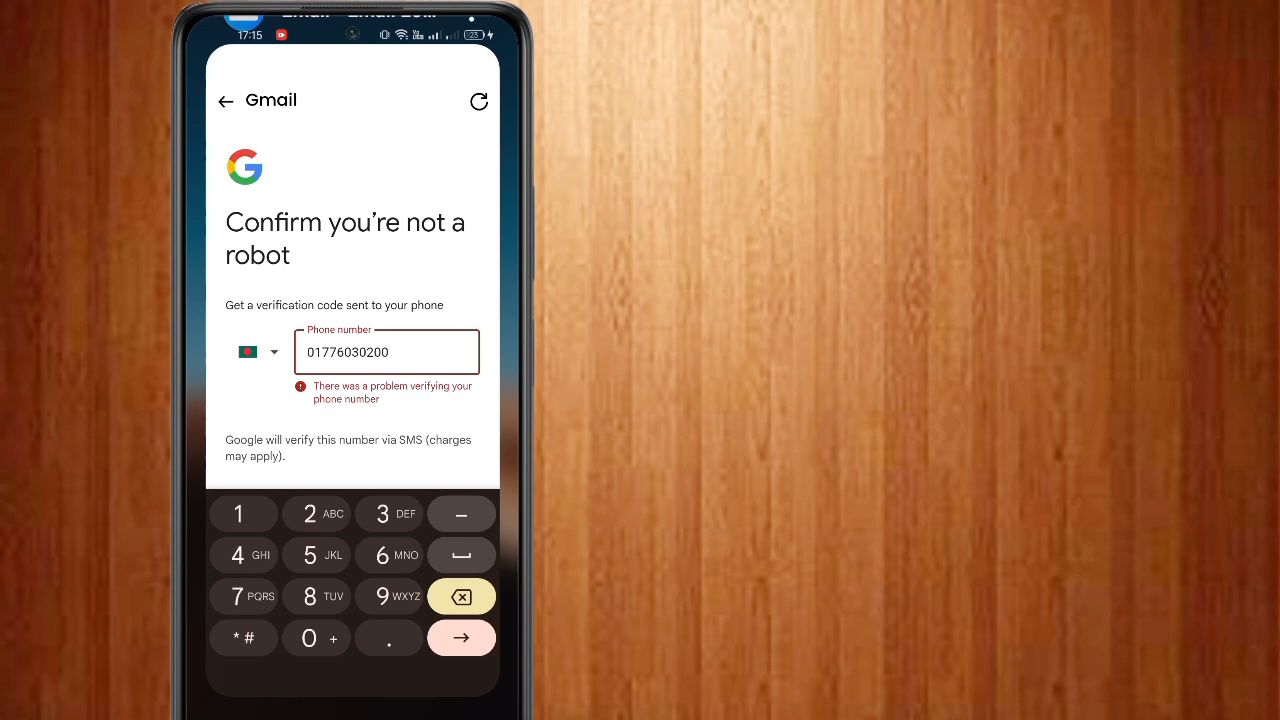 17:15
Gmail
Confirm you're not a
robot
Get a verification code sent to your phone
Phone number
01776030200
There was a problem verifying your
phone number
Google will verify this number via SMS (charges
may apply).
1 2 ABC 3 DEF –
4 GHI 5 JKL 6 MNO
7 PQRS 8 TUV 9 WXYZ
* # 0 + .